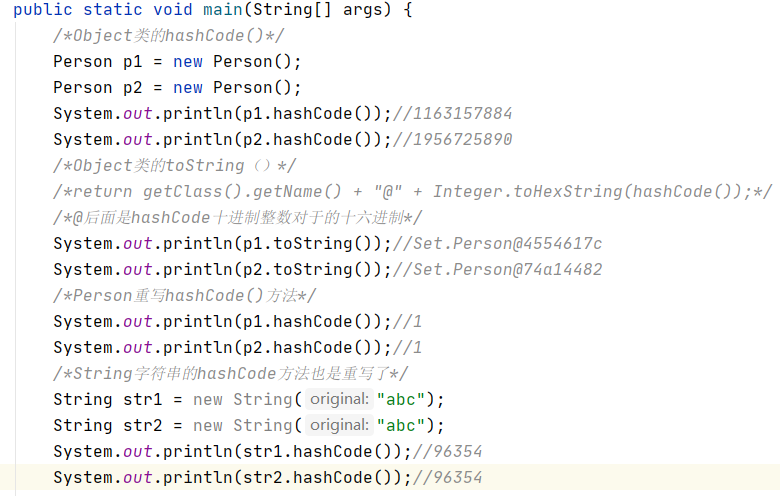 public static void main(String[] args) {
/*Object类的hashCode()*/
Person p1 = new Person();
Person p2 = new Person();
System.out.println(p1.hashCode());//1163157884
System.out.println(p2.hashCode());//1956725890
/*Object类的toString（）*/
/*return getClass().getName() + "@" + Integer.toHexString(hashCode());*/
/*@后面是hashCode十进制整数对于的十六进制*/
System.out.println(p1.toString());//Set.Person@4554617c
System.out.println(p2.toString());//Set.Person@74a14482
/*Person重写hashCode()方法*/
System.out.println(p1.hashCode());//1
System.out.println(p2.hashCode());//1
/*String字符串的hashCode方法也是重写了*/
String str1 = new String( original: "abc");
String str2 = new String( original: "abc");
System.out.println(str1.hashCode());//96354
System.out.println(str2.hashCode());//96354